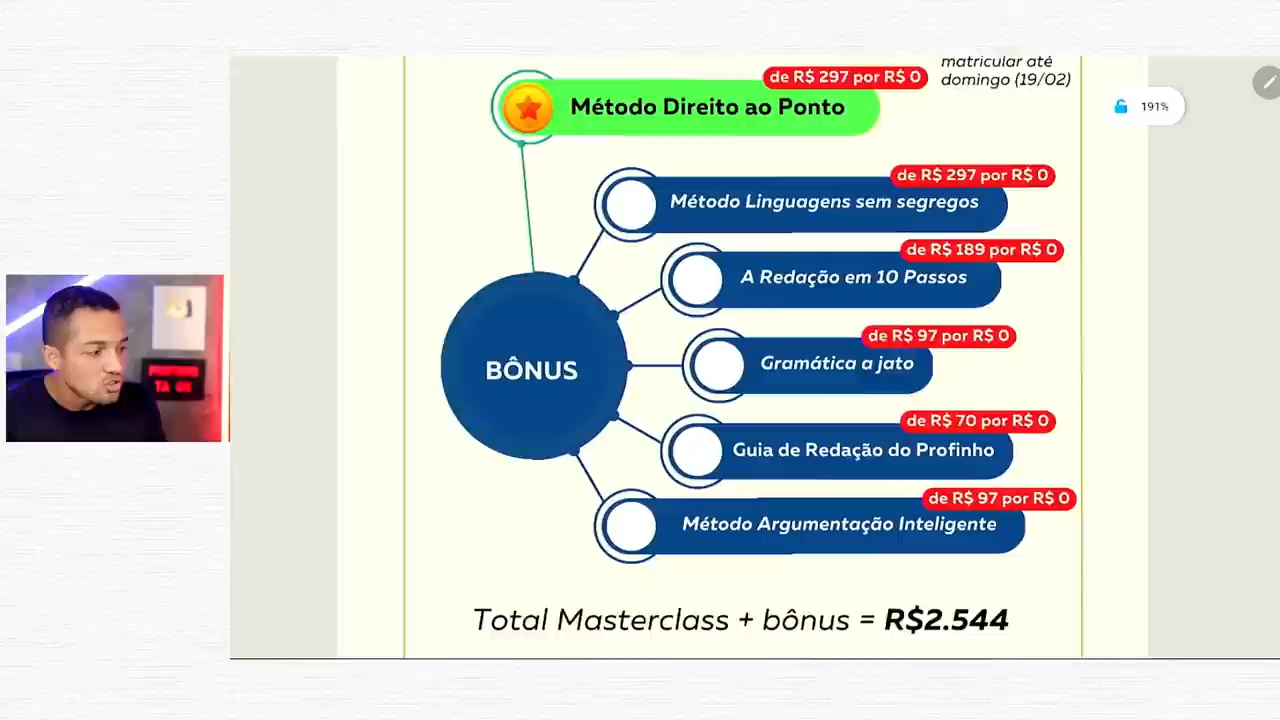 matricular até
domingo (19/02)
de R$ 297 por R$ 0
Método Direito ao Ponto
191%
de R$ 297 por R$ 0
Método Linguagens sem segregos
de R$ 189 por R$ 0
A Redação em 10 Passos
de R$ 97 por R$ 0
Gramática a jato
BÔNUS
de R$ 70 por R$ 0
Guia de Redação do Profinho
de R$ 97 por R$ 0
Método Argumentação Inteligente
Total Masterclass + bônus = R$2.544